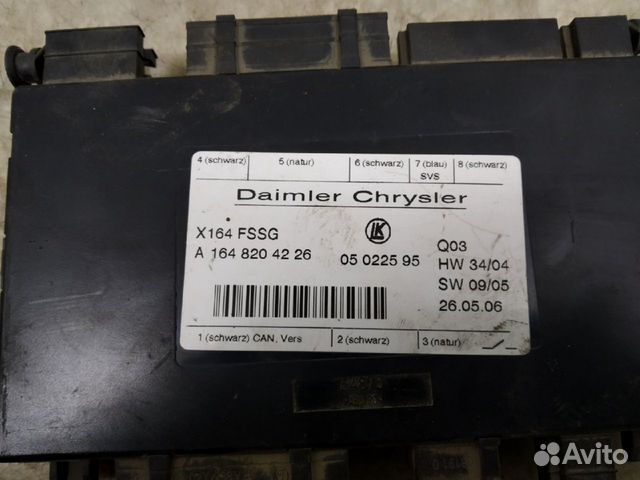 4 (schwarz) 5 (natur) 6 (schwarz) 7 (blau) 8 (schwarz)
SVS
Daimler Chrysler
X164 FSSG LK Q03
A 164 820 42 26 05 0225 95 HW 34/04
SW 09/05
26.05.06
1 (schwarz) CAN, Vers 2 (schwarz) 3 (natur)
Avito